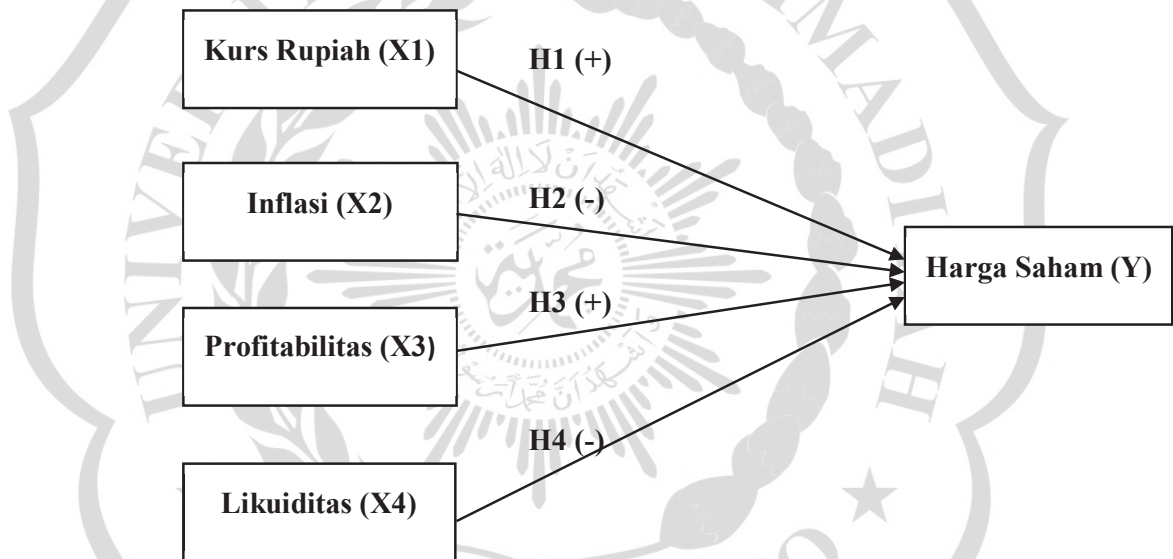 Kurs Rupiah (X1)
H1 (+)
Inflasi (X2)
H2 (-)
Harga Saham (Y)
H3 (+)
Profitabilitas (X3)
H4 (-)
Likuiditas (X4)